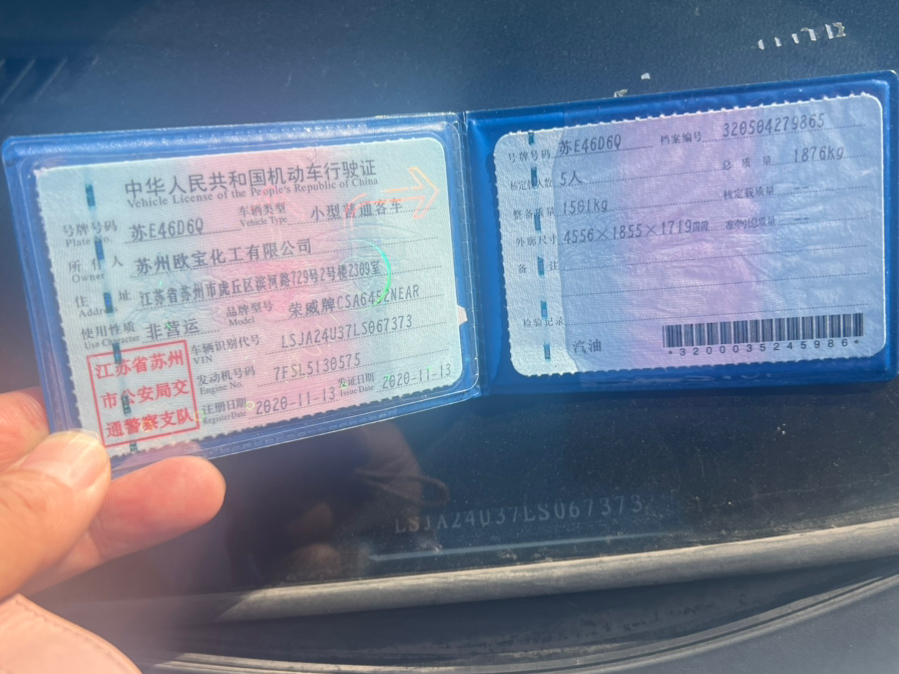 中华人民共和国机动车行驶证
Vehicle License of the People's Republic of China
号牌号码 苏E46D6Q 车辆类型 小型普通客车
Plate No. Vehicle Type
所有人 苏州欧宝化工有限公司
Owner
住址 江苏省苏州市虎丘区滨河路729号2号楼2309室
Address
使用性质 非营运 品牌型号 荣威牌CSA6452NEAR
Use Character Model
车辆识别代号 LSJA24U37LS067373
VIN
发动机号码 7FSL5130575
Engine No.
注册日期 2020-11-13 发证日期 2020-11-13
Register Date Issue Date
江苏省苏州
市公安局交
通警察支队
号牌号码 苏E46D6Q 档案编号 320504279865
核定载人数 5人 总质量 1876kg
整备质量 1501kg 核定载质量 --
外廓尺寸 4556×1855×1719mm 准牵引总质量 --
备注
检验记录
汽油
*3200035245986*
LSJA24U37LS067373